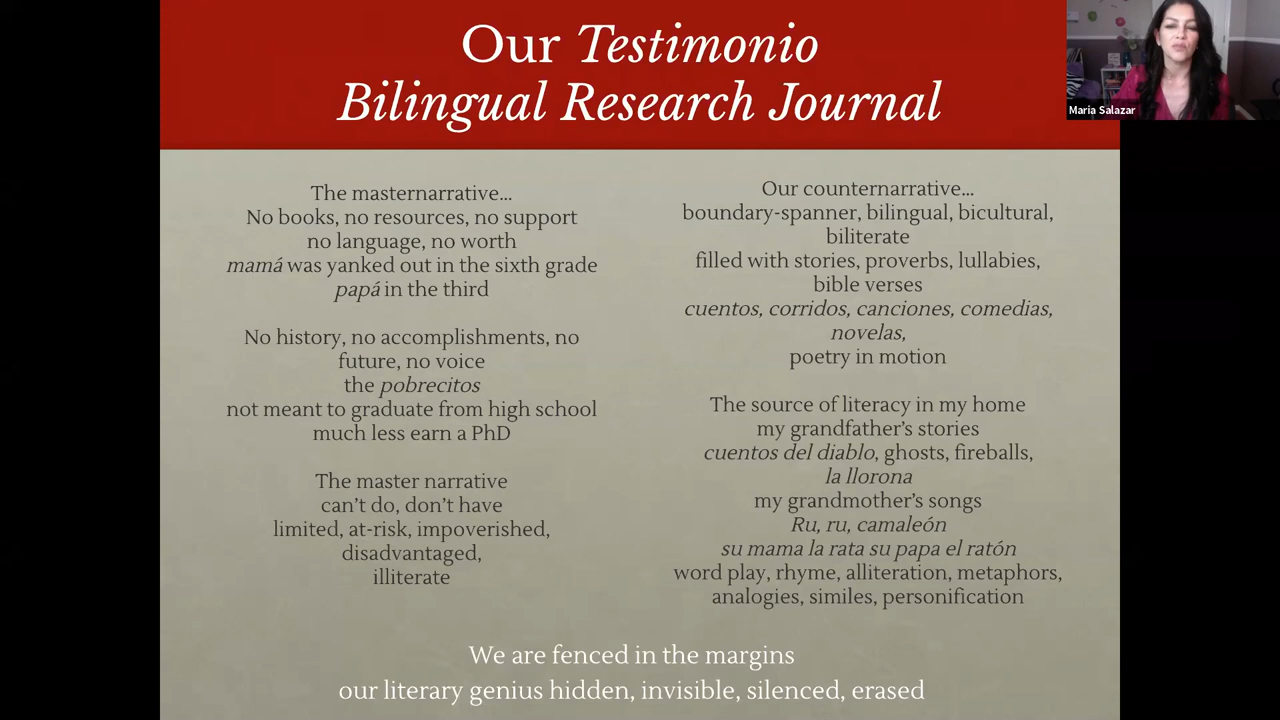 Our Testimonio
Bilingual Research Journal
Maria Salazar
The masternarrative...
No books, no resources, no support
no language, no worth
mamá was yanked out in the sixth grade
papá in the third
No history, no accomplishments, no
future, no voice
the pobrecitos
not meant to graduate from high school
much less earn a PhD
The master narrative
can't do, don't have
limited, at-risk, impoverished,
disadvantaged,
illiterate
Our counternarrative...
boundary-spanner, bilingual, bicultural,
biliterate
filled with stories, proverbs, lullabies,
bible verses
cuentos, corridos, canciones, comedias,
novelas,
poetry in motion
The source of literacy in my home
my grandfather's stories
cuentos del diablo, ghosts, fireballs,
la llorona
my grandmother's songs
Ru, ru, camaleón
su mama la rata su papa el ratón
word play, rhyme, alliteration, metaphors,
analogies, similes, personification
We are fenced in the margins
our literary genius hidden, invisible, silenced, erased